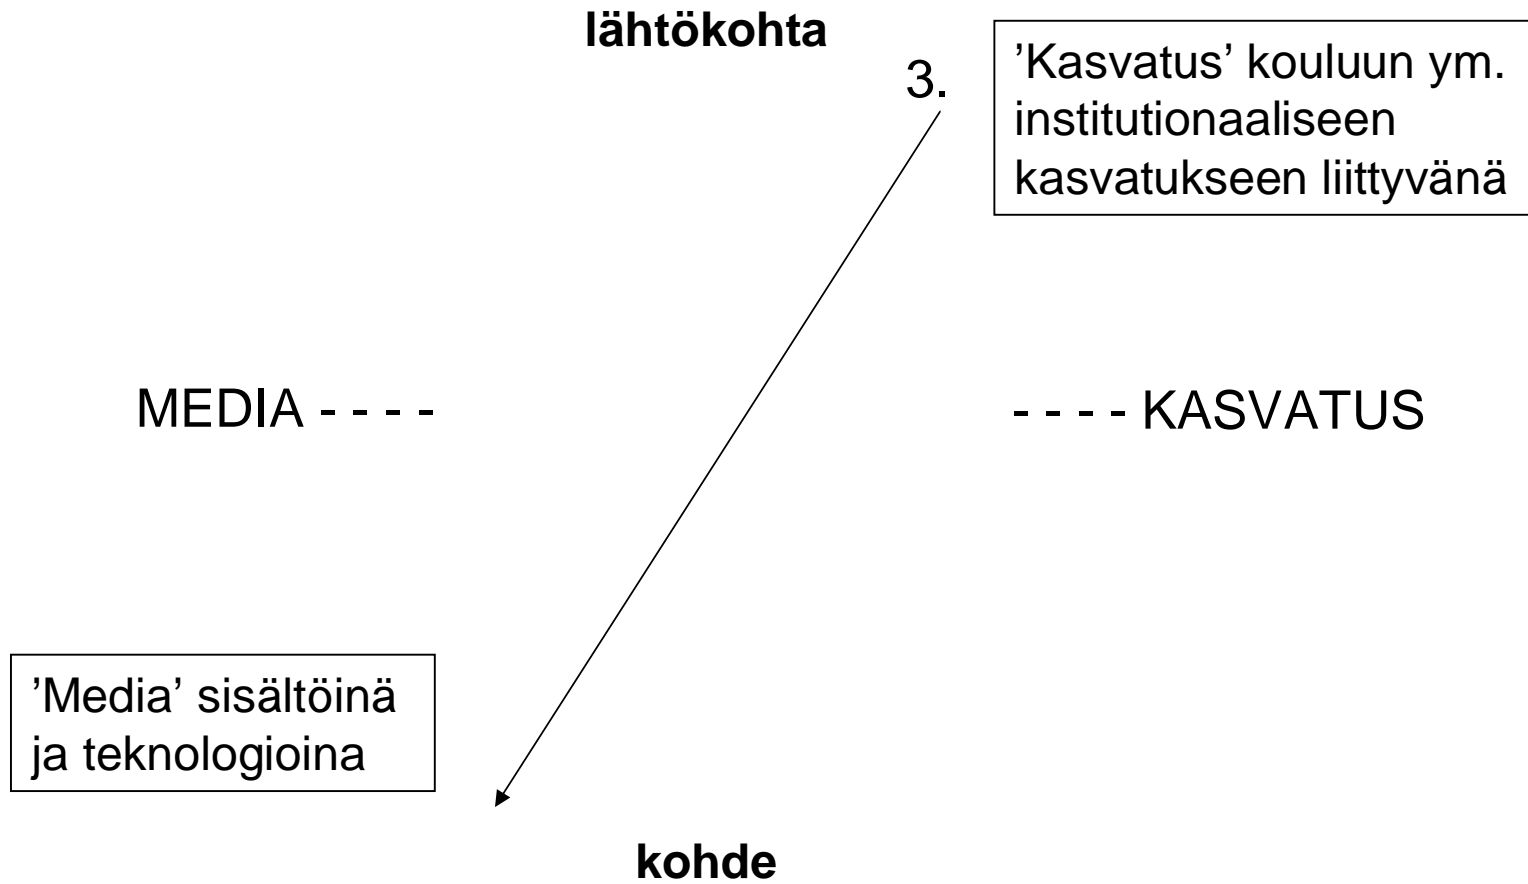 lähtökohta
3.
’Kasvatus’ kouluun ym.
institutionaaliseen
kasvatukseen liittyvänä
MEDIA - - - -
- - - - KASVATUS
’Media’ sisältöinä
ja teknologioina
kohde